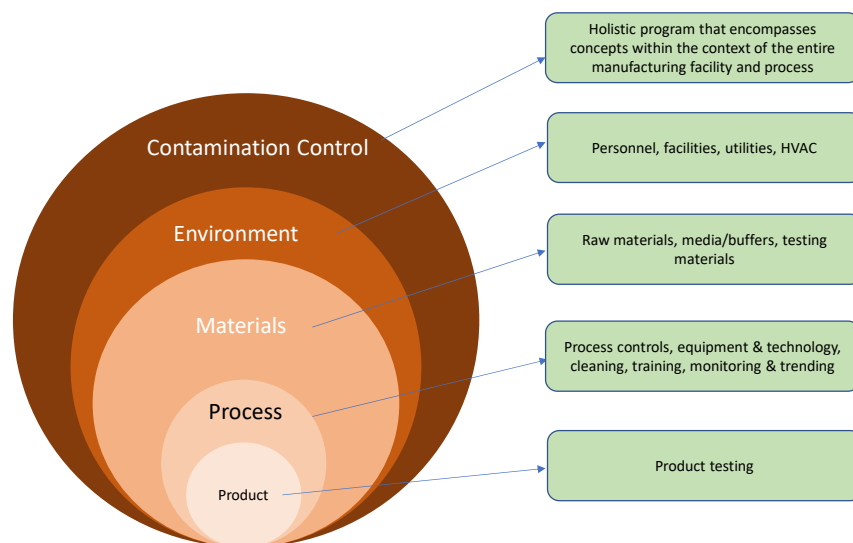 Holistic program that encompasses
concepts within the context of the entire
manufacturing facility and process
Contamination Control
Personnel, facilities, utilities, HVAC
Environment
Raw materials, media/buffers, testing
materials
Materials
Process controls, equipment & technology,
cleaning, training, monitoring & trending
Process
Product testing
Product